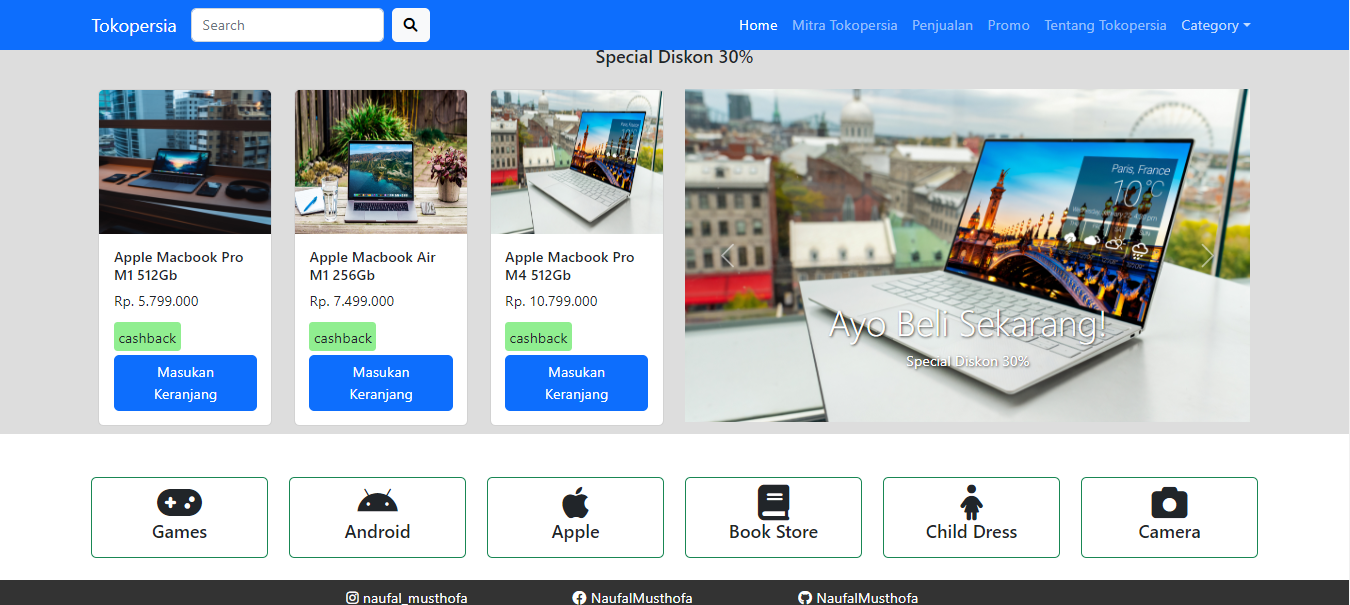 Tokopersia
Search
Home
Mitra Tokopersia
Penjualan
Promo
Tentang Tokopersia
Category
Special Diskon 30%
Apple Macbook Pro
M1 512Gb
Rp. 5.799.000
cashback
Masukan
Keranjang
Apple Macbook Air
M1 256Gb
Rp. 7.499.000
cashback
Masukan
Keranjang
Apple Macbook Pro
M4 512Gb
Rp. 10.799.000
cashback
Masukan
Keranjang
Paris, France
10°C
Ayo Beli Sekarang!
Special Diskon 30%
Games
Android
Apple
Book Store
Child Dress
Camera
naufal_musthofa
NaufalMusthofa
NaufalMusthofa